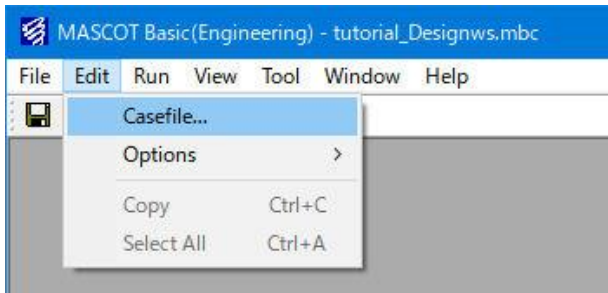 MASCOT Basic(Engineering) - tutorial_Designws.mbc
File Edit Run View Tool Window Help
Casefile...
Options >
Copy Ctrl+C
Select All Ctrl+A